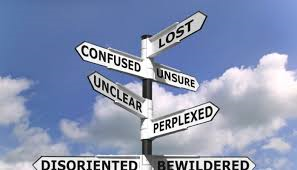 LOST
CONFUSED
UNSURE
UNCLEAR
PERPLEXED
DISORIENTED
BEWILDERED